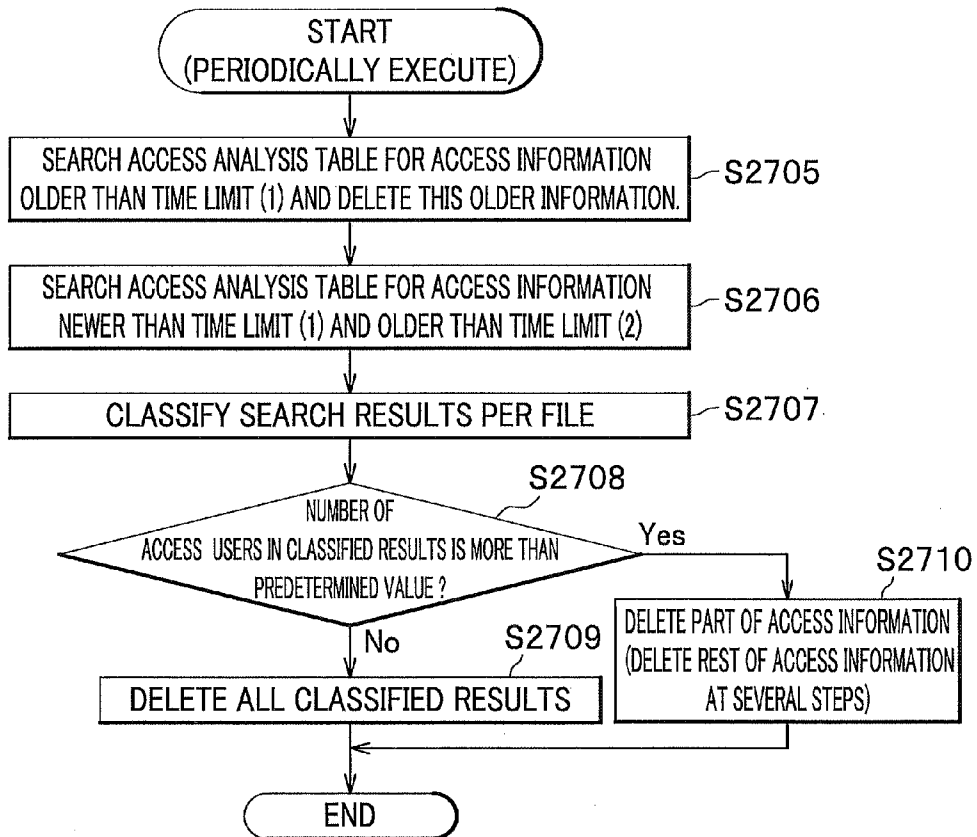 START
(PERIODICALLY EXECUTE)
SEARCH ACCESS ANALYSIS TABLE FOR ACCESS INFORMATION
OLDER THAN TIME LIMIT (1) AND DELETE THIS OLDER INFORMATION.
S2705
SEARCH ACCESS ANALYSIS TABLE FOR ACCESS INFORMATION
NEWER THAN TIME LIMIT (1) AND OLDER THAN TIME LIMIT (2)
S2706
CLASSIFY SEARCH RESULTS PER FILE
S2707
S2708
NUMBER OF
ACCESS USERS IN CLASSIFIED RESULTS IS MORE THAN
PREDETERMINED VALUE ?
Yes
No
S2710
DELETE PART OF ACCESS INFORMATION
(DELETE REST OF ACCESS INFORMATION
AT SEVERAL STEPS)
S2709
DELETE ALL CLASSIFIED RESULTS
END